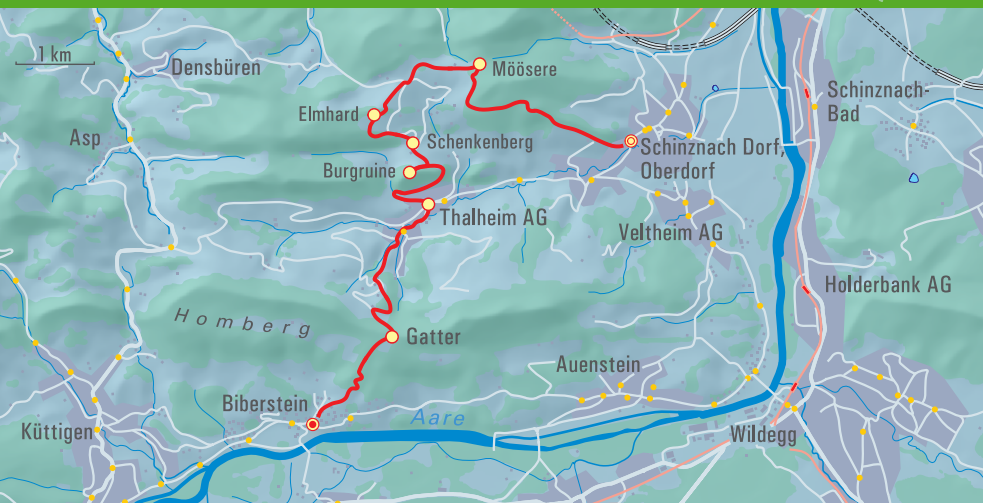 1 km
Densbüren
Möösere
Schinznach-
Bad
Elmhard
Asp
Schenkenberg
Schinznach Dorf,
Oberdorf
Burgruine
Thalheim AG
Veltheim AG
Holderbank AG
Homberg
Gatter
Auenstein
Biberstein
Aare
Küttigen
Wildegg